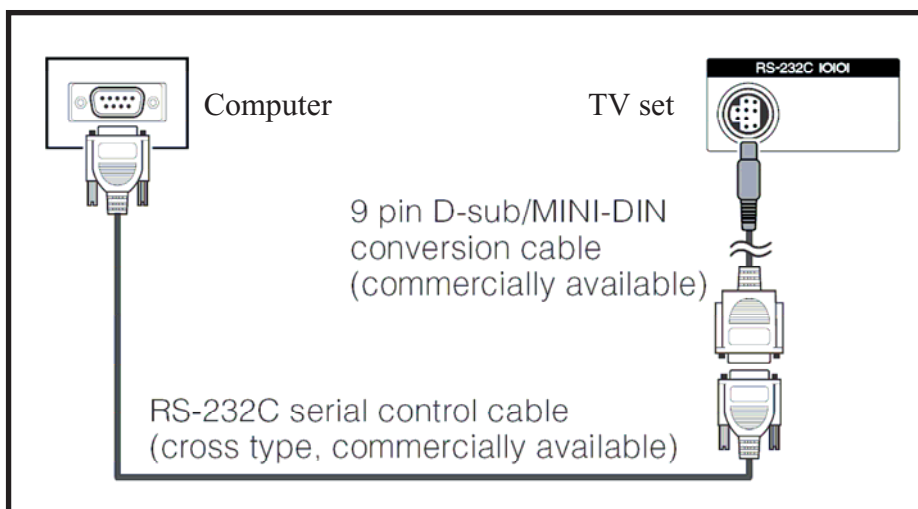 RS-232C IOIOI
Computer
TV set
9 pin D-sub/MINI-DIN
conversion cable
(commercially available)
RS-232C serial control cable
(cross type, commercially available)